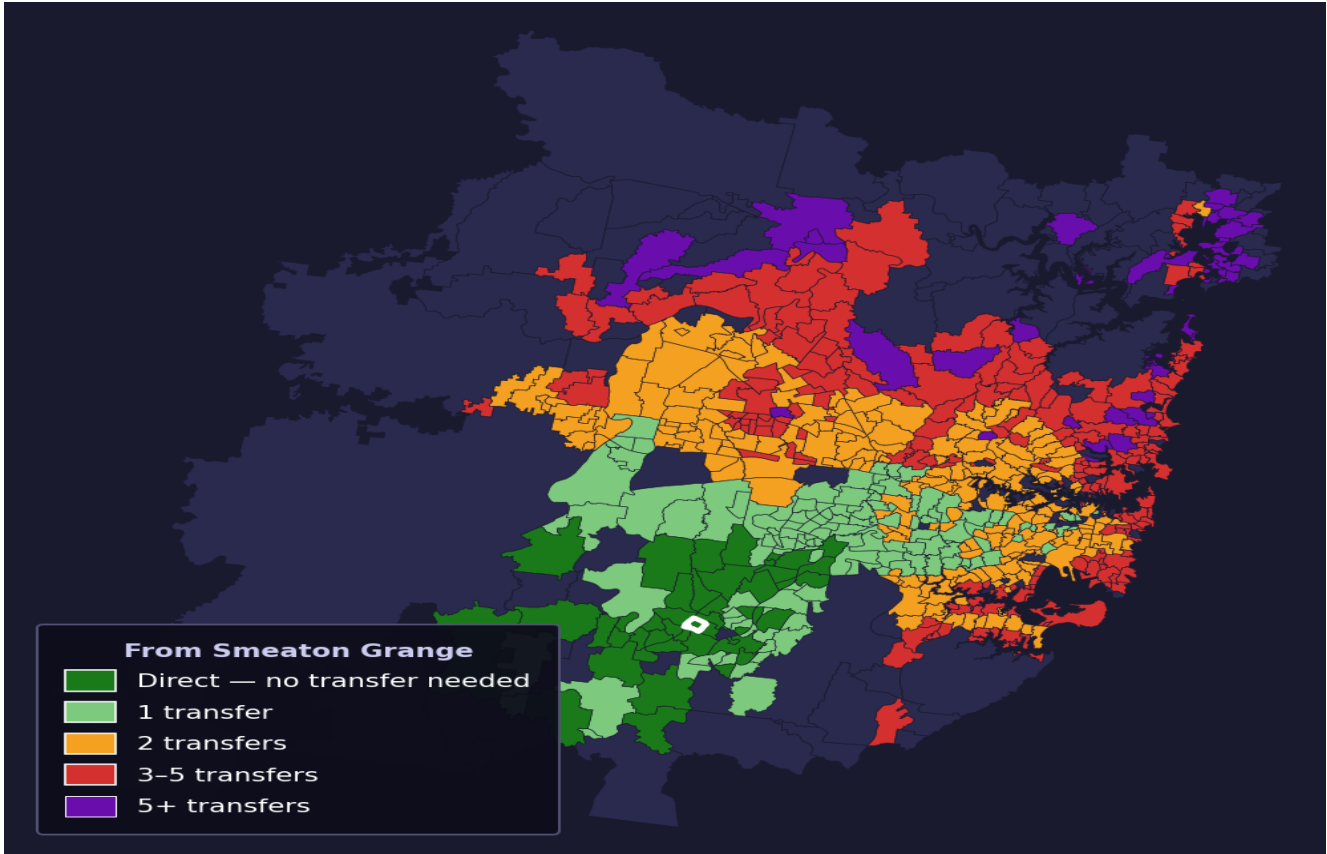 From Smeaton Grange
Direct — no transfer needed
1 transfer
2 transfers
3–5 transfers
5+ transfers